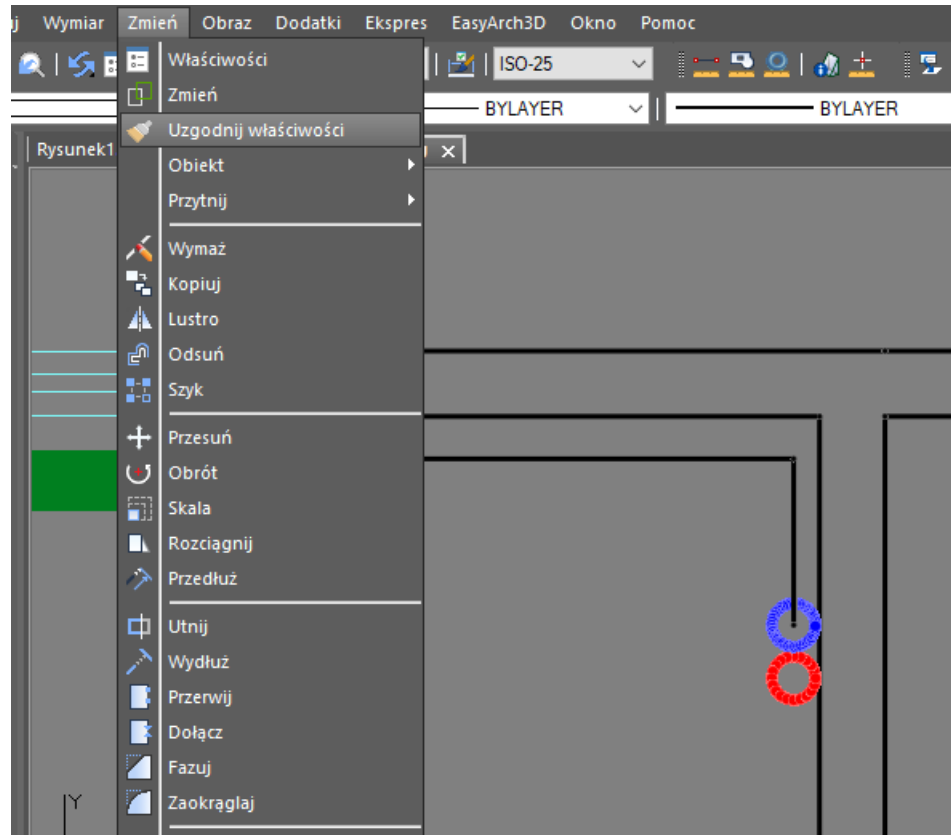 j Wymiar Zmień Obraz Dodatki Ekspres EasyArch3D Okno Pomoc
Właściwości
ISO-25
Zmień
BYLAYER BYLAYER
Uzgodnij właściwości
Rysunek1
Obiekt
Przytnij
Wymaż
Kopiuj
Lustro
Odsuń
Szyk
Przesuń
Obrót
Skala
Rozciągnij
Przedłuż
Utnij
Wydłuż
Przerwij
Dołącz
Fazuj
Zaokrąglaj
Y